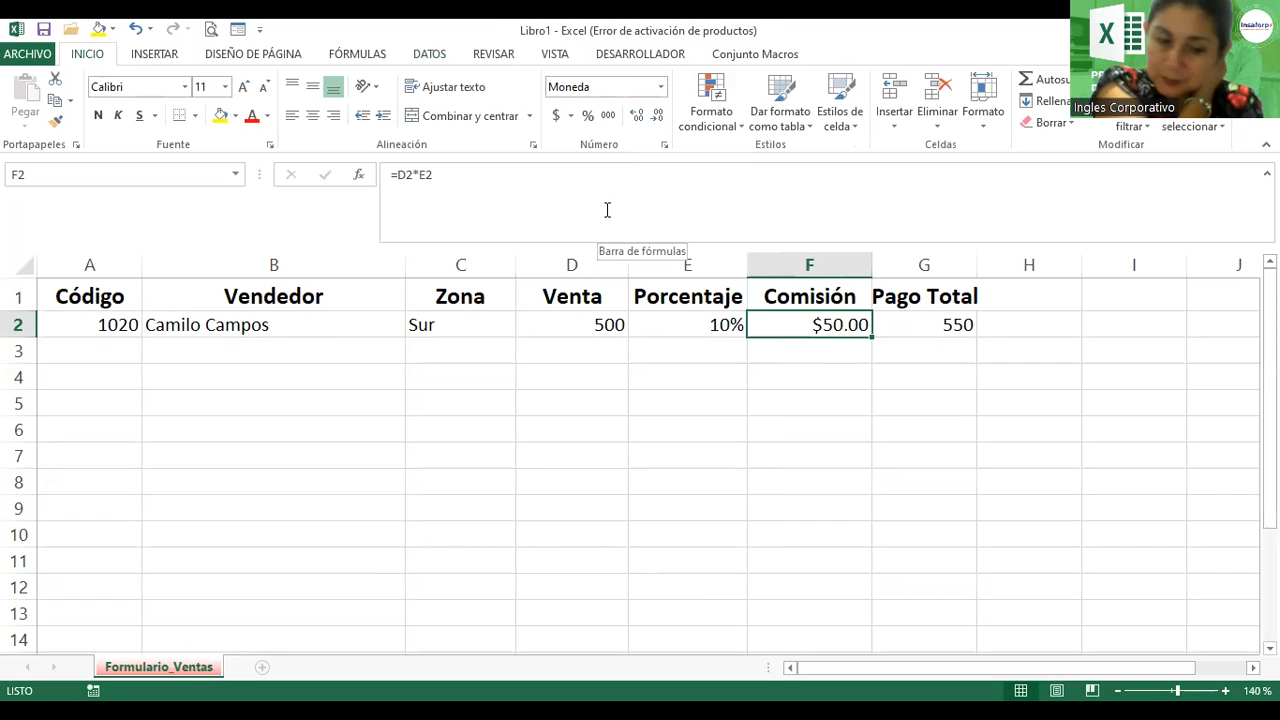 Libro1 - Excel (Error de activación de productos)
ARCHIVO INICIO INSERTAR DISEÑO DE PÁGINA FÓRMULAS DATOS REVISAR VISTA DESARROLLADOR Conjunto Macros
Pegar
Calibri 11
N K S
Ajustar texto
Combinar y centrar
Moneda
$ % 000
Formato condicional
Dar formato como tabla
Estilos de celda
Insertar
Eliminar
Formato
Autosu
Rellena
Borrar
filtrar
seleccionar
Portapapeles Fuente Alineación Número Estilos Celdas Modificar
Insaforp
Ingles Corporativo
F2 fx =D2*E2
Barra de fórmulas
A B C D E F G H I J
1 Código Vendedor Zona Venta Porcentaje Comisión Pago Total
2 1020 Camilo Campos Sur 500 10% $50.00 550
3
4
5
6
7
8
9
10
11
12
13
14
Formulario_Ventas
LISTO 140 %